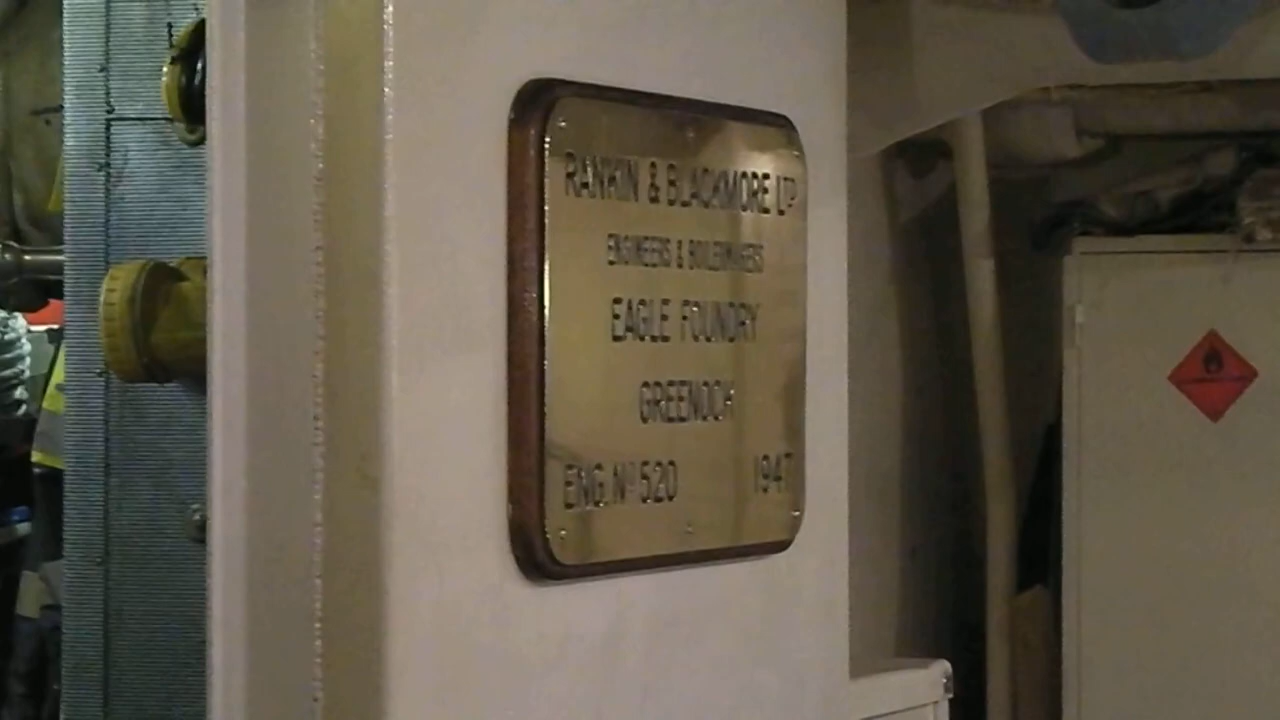 RANKIN & BLACKMORE LTD
ENGINEERS & BOILERMAKERS
EAGLE FOUNDRY
GREENOCK
ENG. No 520 1947